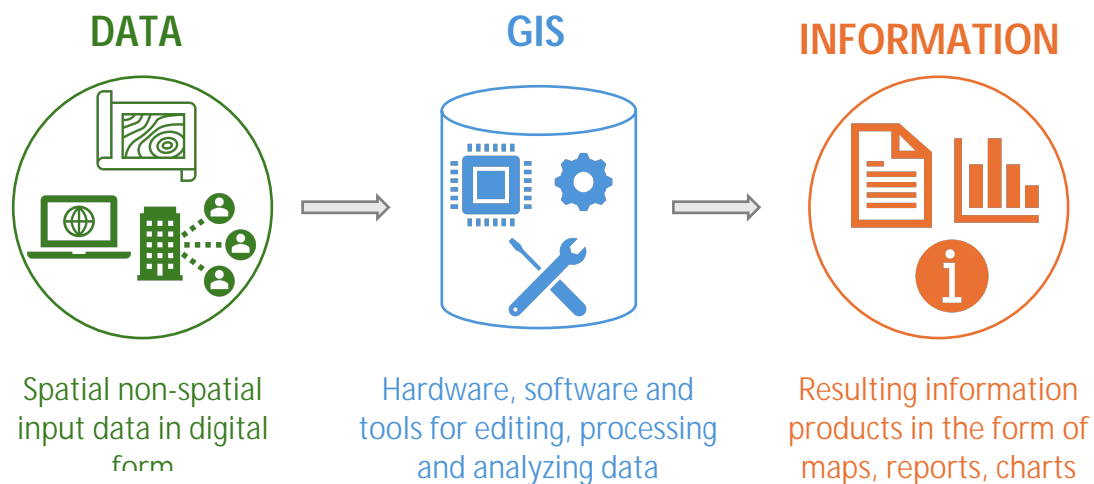 DATA
GIS
INFORMATION
Spatial non-spatial
input data in digital
form
Hardware, software and
tools for editing, processing
and analyzing data
Resulting information
products in the form of
maps, reports, charts